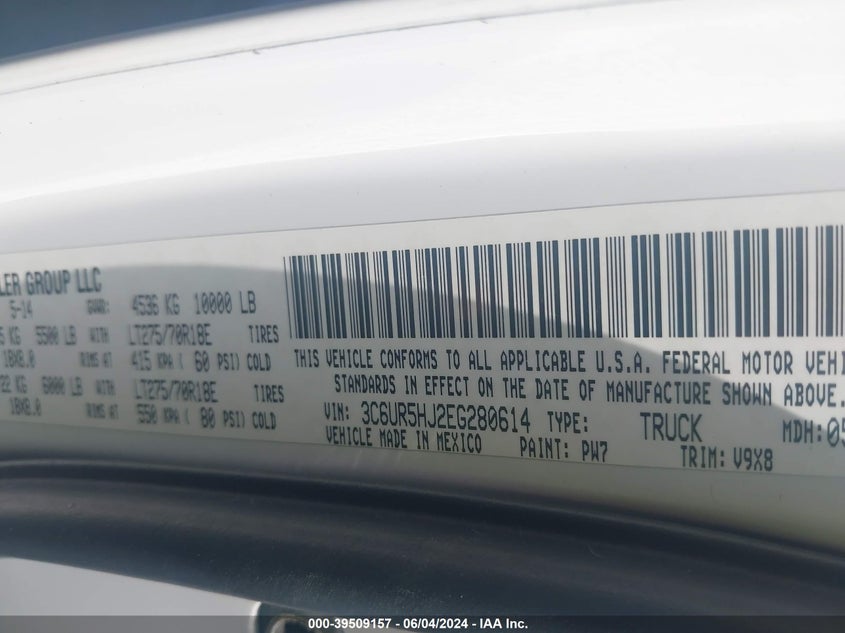 LER GROUP LLC
5-14 GVWR: 4536 KG 10000 LB
KG 5500 LB WITH LT275/70R18E TIRES
18X8.0 RIMS AT 415 KPA ( 60 PSI) COLD
22 KG 6000 LB WITH LT275/70R18E TIRES
18X8.0 RIMS AT 550 KPA ( 80 PSI) COLD
THIS VEHICLE CONFORMS TO ALL APPLICABLE U.S.A. FEDERAL MOTOR VEHI
STANDARDS IN EFFECT ON THE DATE OF MANUFACTURE SHOWN ABOVE.
VIN: 3C6UR5HJ2EG280614 TYPE: TRUCK MDH:05
VEHICLE MADE IN MEXICO PAINT: PW7 TRIM: V9X8
000-39509157 - 06/04/2024 - IAA Inc.